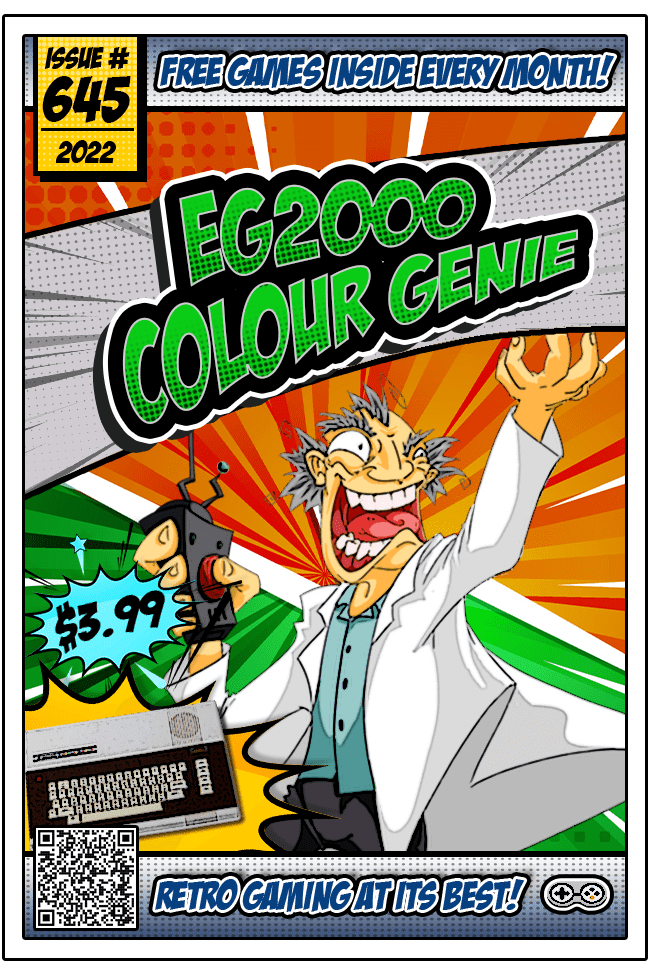 ISSUE #
645
2022
FREE GAMES INSIDE EVERY MONTH!
EG2000
COLOUR GENIE
$3.99
RETRO GAMING AT ITS BEST!